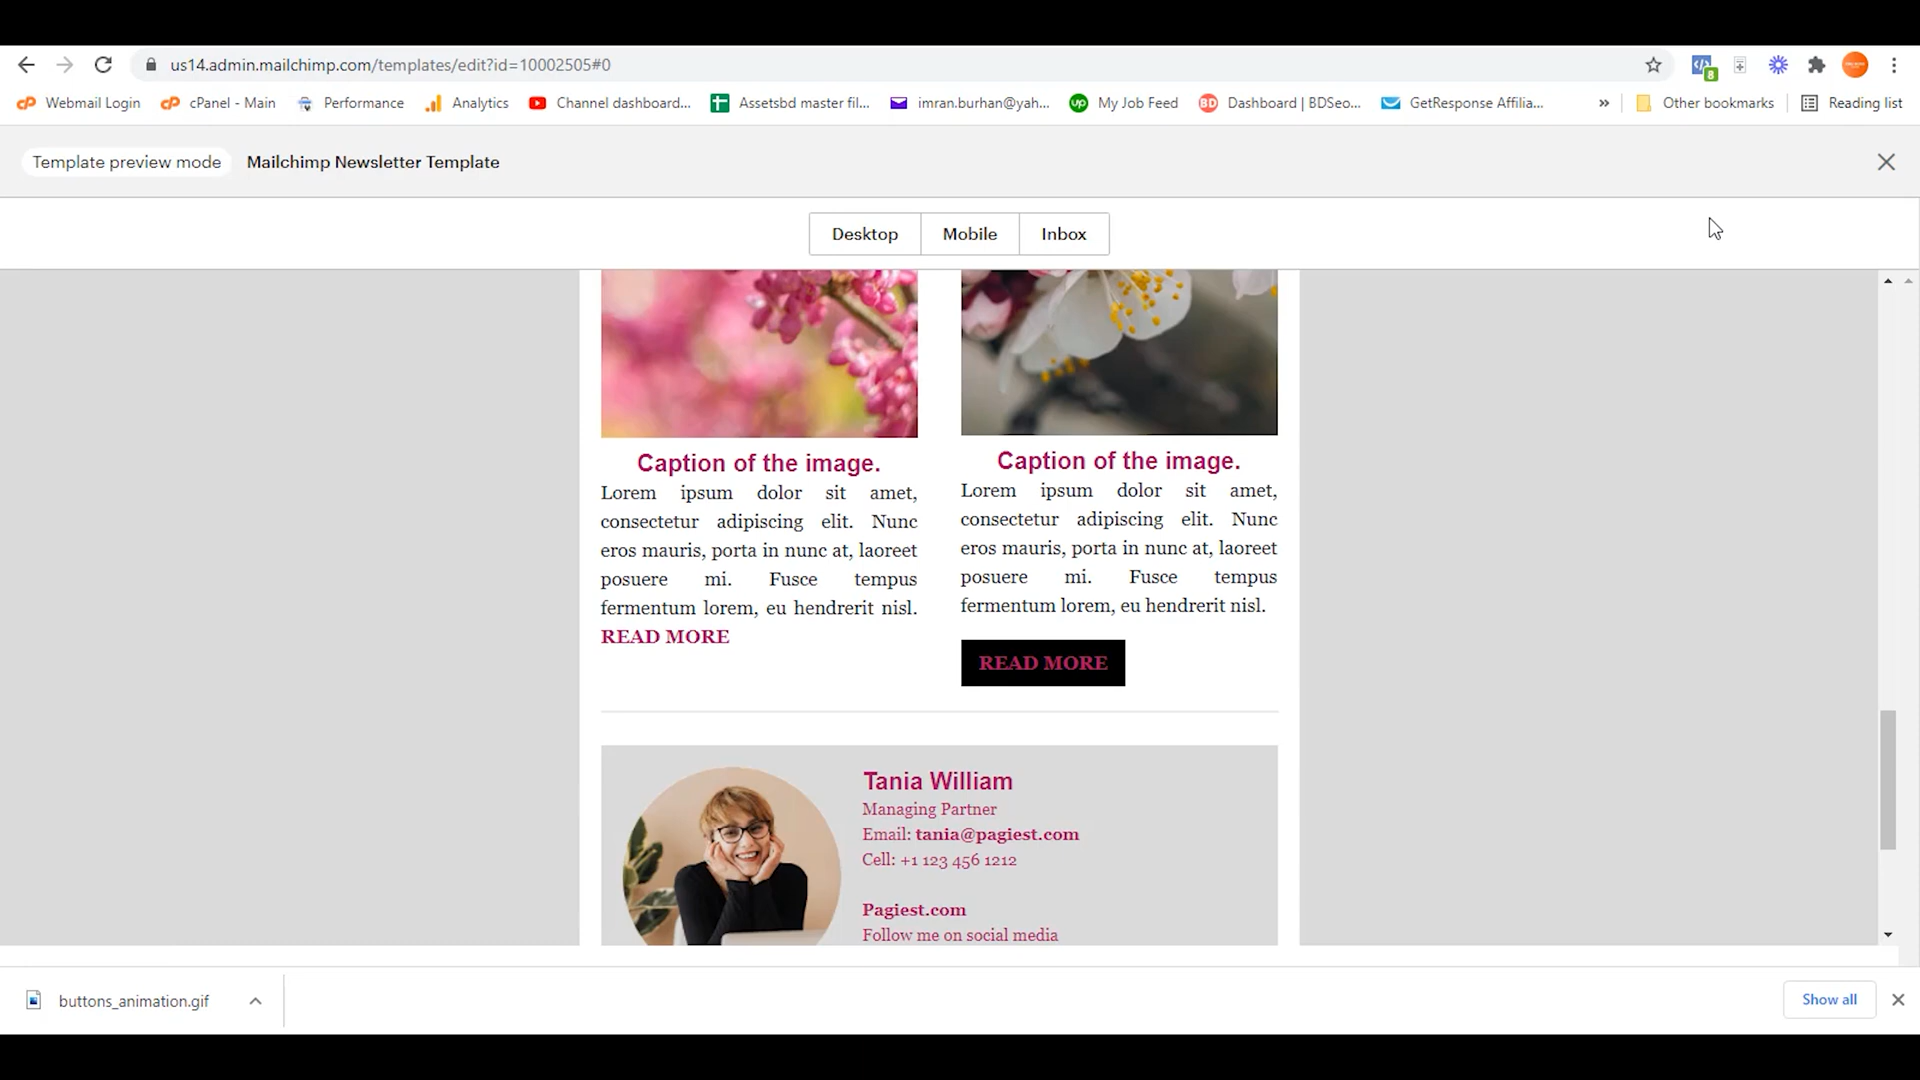 us14.admin.mailchimp.com/templates/edit?id=10002505#0
8
Webmail Login cPanel - Main Performance Analytics Channel dashboard... Assetsbd master fil... imran.burhan@yah... My Job Feed Dashboard | BDSeo... GetResponse Affilia... » Other bookmarks Reading list
Template preview mode Mailchimp Newsletter Template
Desktop Mobile Inbox
Caption of the image.
Lorem ipsum dolor sit amet,
consectetur adipiscing elit. Nunc
eros mauris, porta in nunc at, laoreet
posuere mi. Fusce tempus
fermentum lorem, eu hendrerit nisl.
READ MORE
Caption of the image.
Lorem ipsum dolor sit amet,
consectetur adipiscing elit. Nunc
eros mauris, porta in nunc at, laoreet
posuere mi. Fusce tempus
fermentum lorem, eu hendrerit nisl.
READ MORE
Tania William
Managing Partner
Email: tania@pagiest.com
Cell: +1 123 456 1212
Pagiest.com
Follow me on social media
buttons_animation.gif
Show all